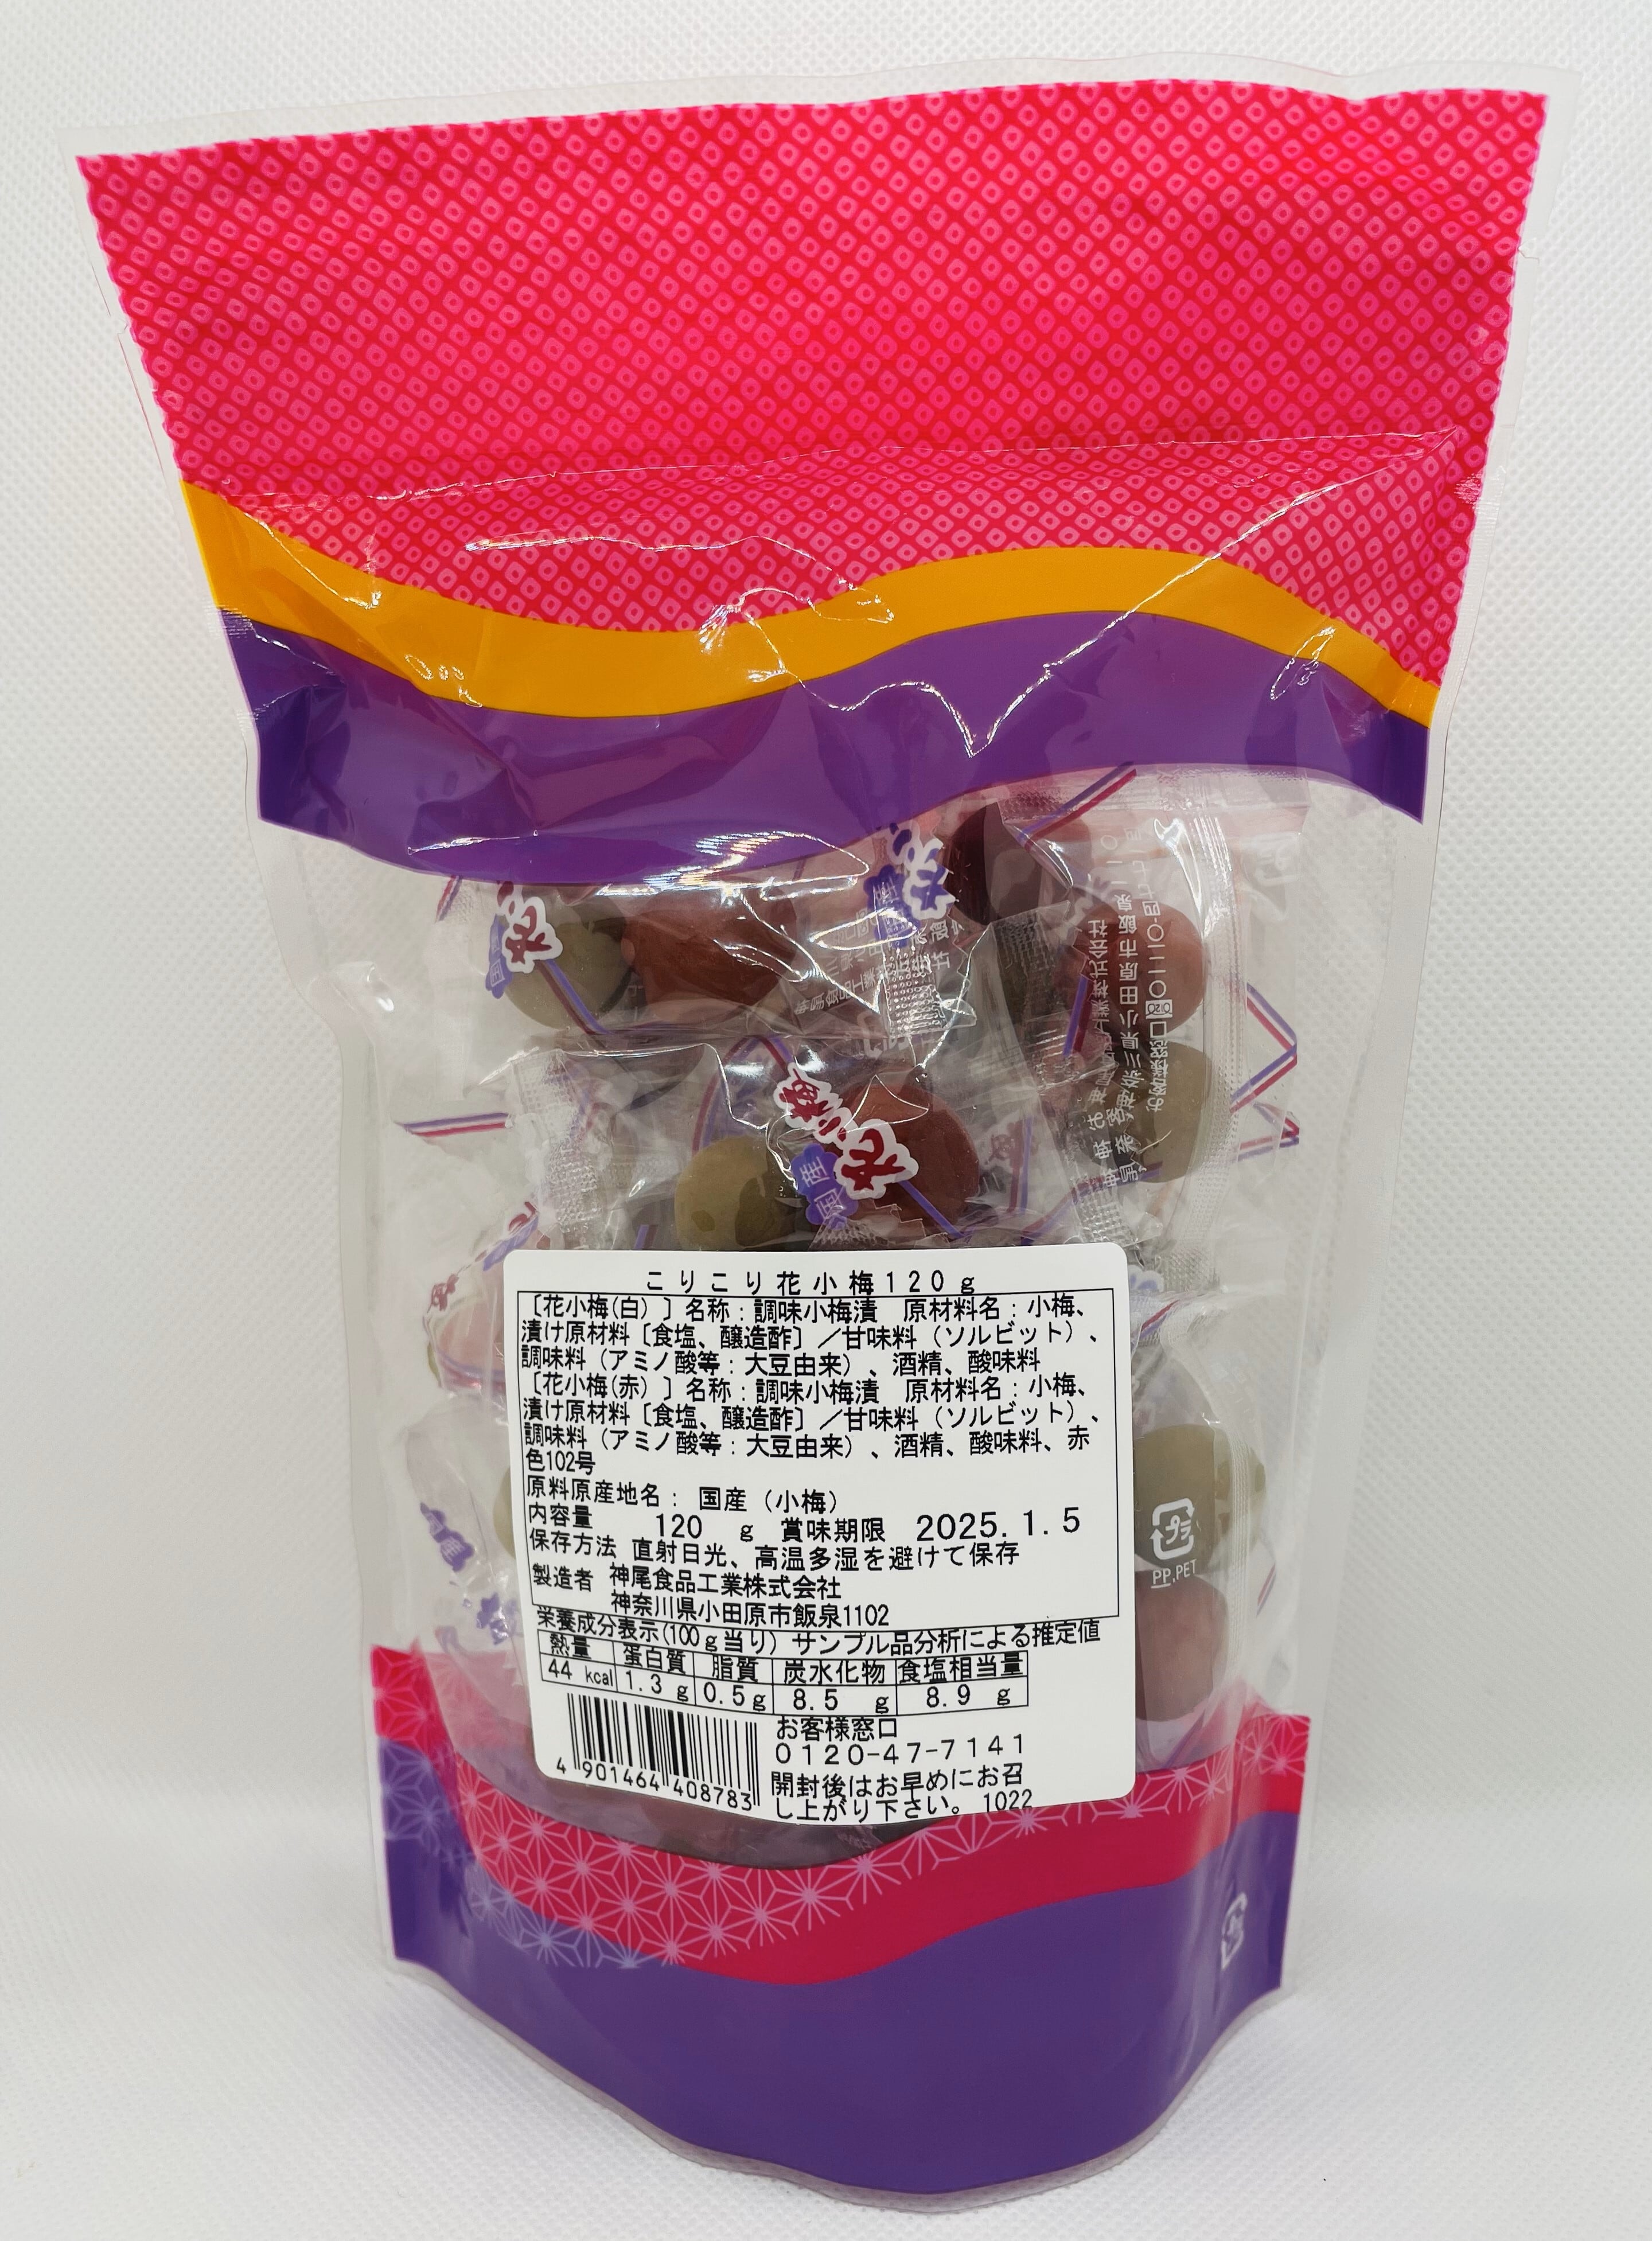 花小梅
国産
花
小田原市飯泉
こりこり花小梅120g
［花小梅(白)］名称：調味小梅漬　原材料名：小梅、
漬け原材料［食塩、醸造酢］／甘味料（ソルビット）、
調味料（アミノ酸等：大豆由来）、酒精、酸味料
［花小梅(赤)］名称：調味小梅漬　原材料名：小梅、
漬け原材料［食塩、醸造酢］／甘味料（ソルビット）、
調味料（アミノ酸等：大豆由来）、酒精、酸味料、赤
色102号
原料原産地名： 国産（小梅）
内容量 120 g 賞味期限 2025.1.5
保存方法 直射日光、高温多湿を避けて保存
製造者 神尾食品工業株式会社
神奈川県小田原市飯泉1102
栄養成分表示(100g当り) サンプル品分析による推定値
熱量 蛋白質 脂質 炭水化物 食塩相当量
44 kcal 1.3 g 0.5g 8.5 g 8.9 g
お客様窓口
0120-47-7141
開封後はお早めにお召
し上がり下さい。 1022
4 901464 408783
プラ
PP,PET